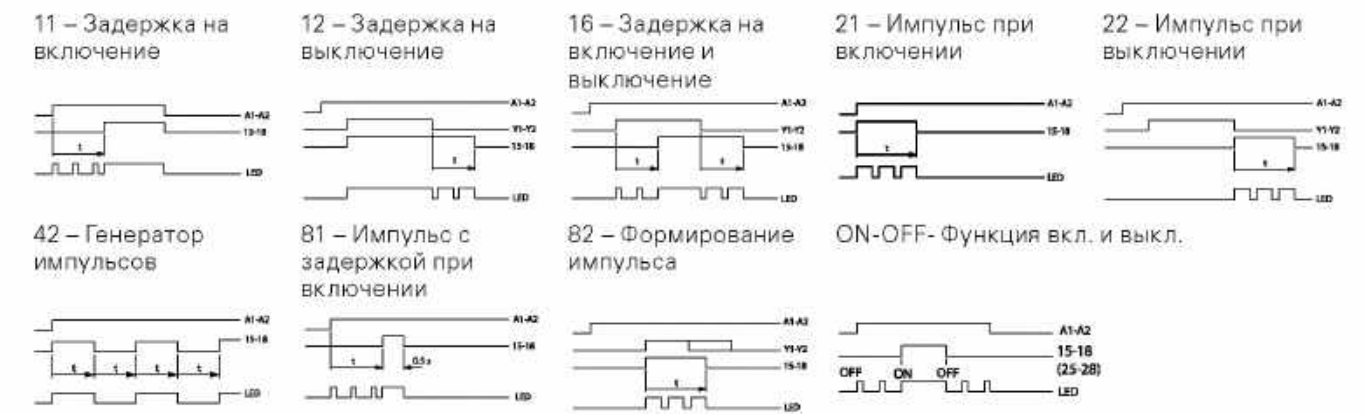 11 – Задержка на
включение
12 – Задержка на
выключение
16 – Задержка на
включение и
выключение
21 – Импульс при
включении
22 – Импульс при
выключении
A1-A2
15-18
t
LED
A1-A2
Y1-Y2
15-18
t
LED
A1-A2
Y1-Y2
15-18
t
t
LED
A1-A2
15-18
t
LED
A1-A2
Y1-Y2
15-18
t
LED
42 – Генератор
импульсов
81 – Импульс с
задержкой при
включении
82 – Формирование
импульса
ON-OFF- Функция вкл. и выкл.
A1-A2
15-18
t t t t
LED
A1-A2
15-18
t 0,5s
LED
A1-A2
Y1-Y2
15-18
t
LED
A1-A2
15-18
(25-28)
OFF ON OFF
LED